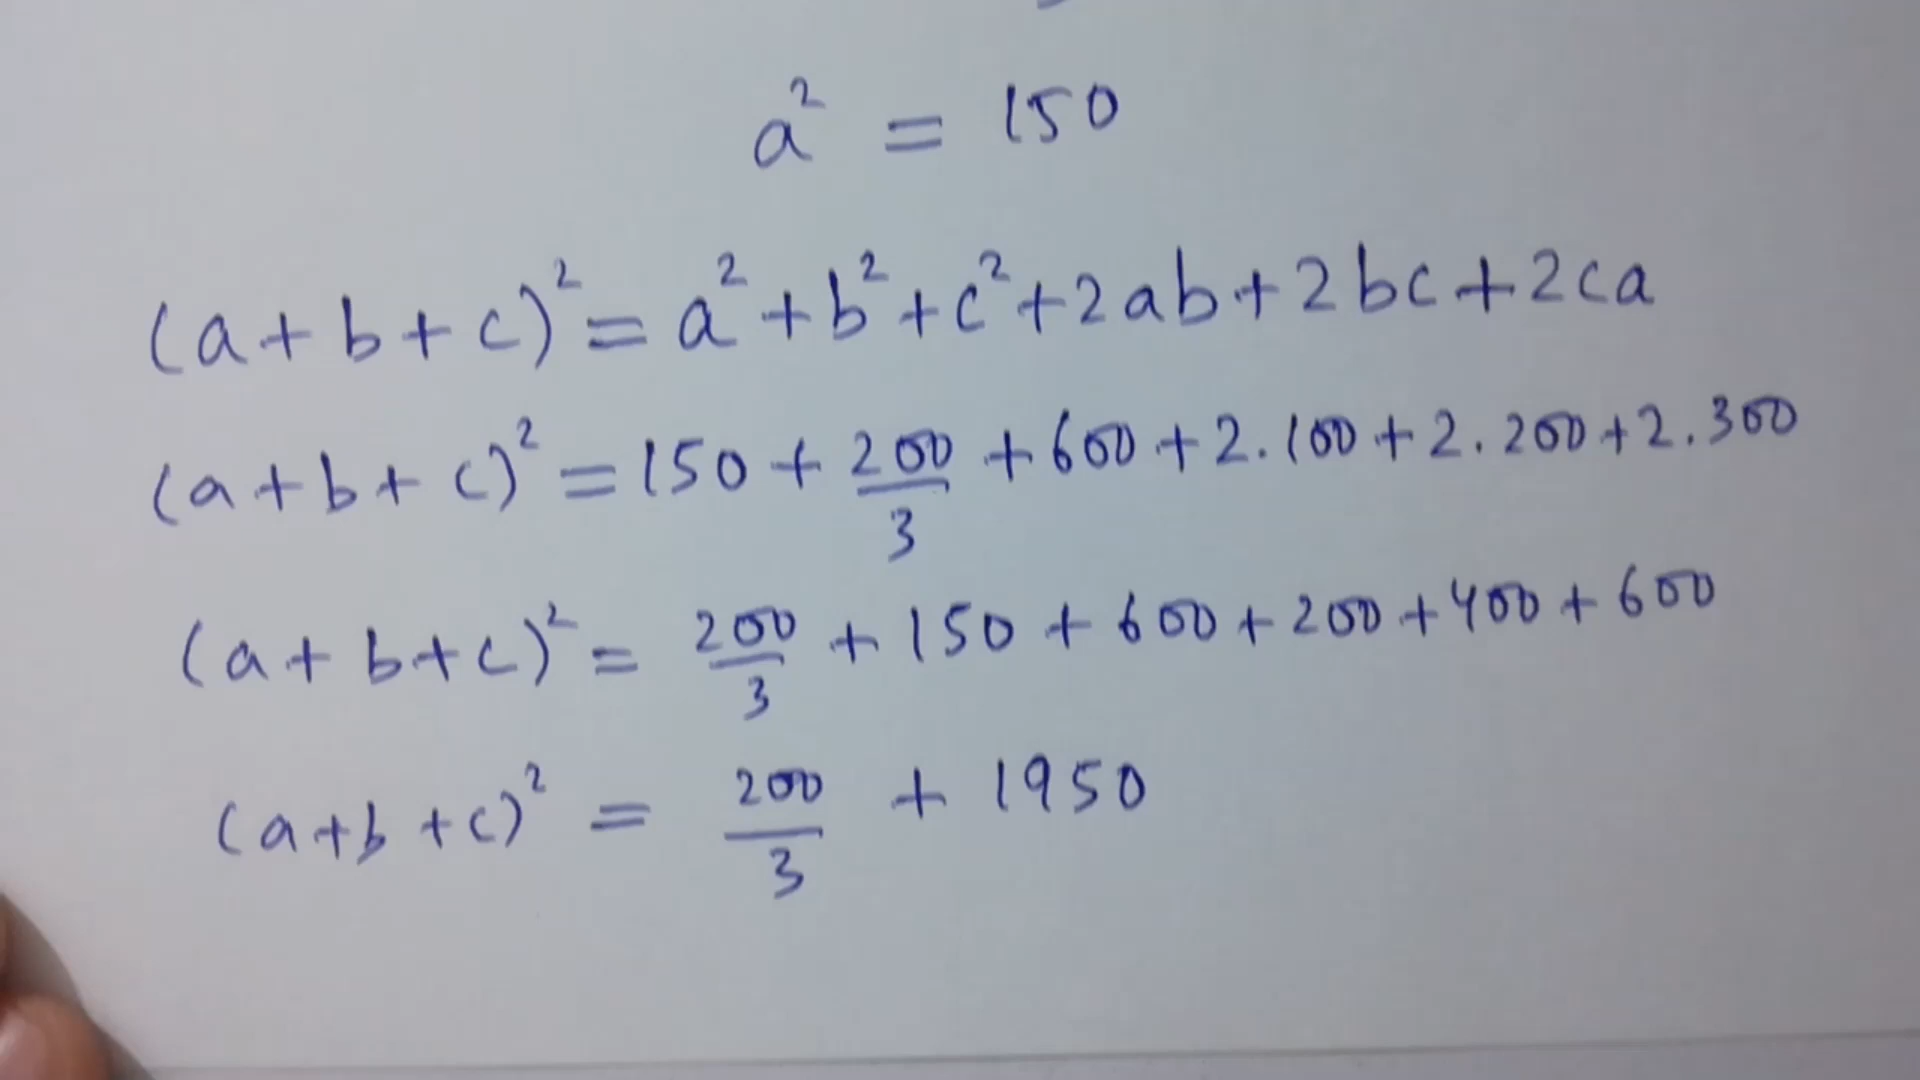 a² = 150
(a+b+c)² = a²+b²+c²+2ab+2bc+2ca
(a+b+c)² = 150 + 200/3 + 600 + 2.100 + 2.200 + 2.300
(a+b+c)² = 200/3 + 150 + 600 + 200 + 400 + 600
(a+b+c)² = 200/3 + 1950